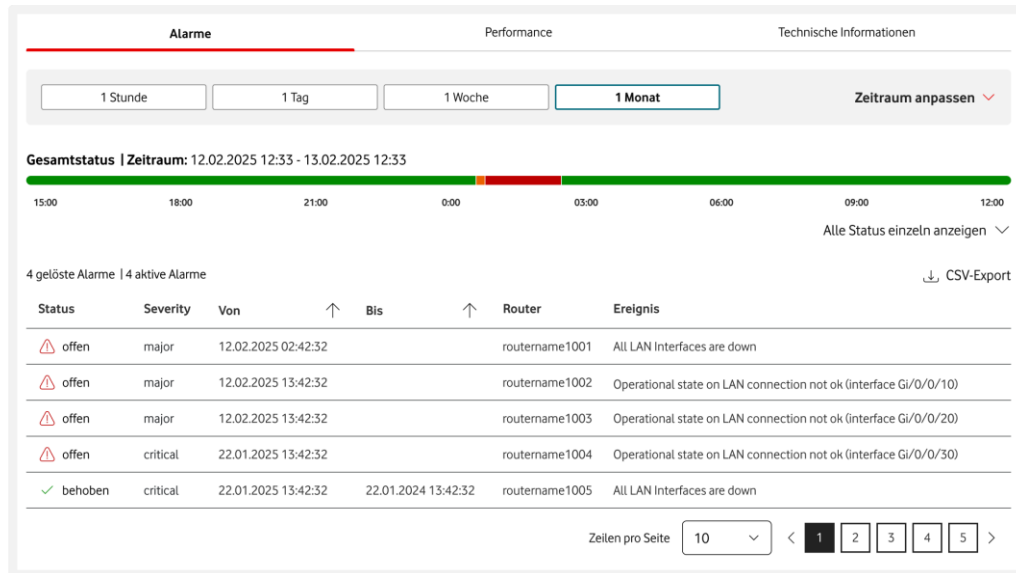 Alarme Performance Technische Informationen
1 Stunde 1 Tag 1 Woche 1 Monat Zeitraum anpassen
Gesamtstatus | Zeitraum: 12.02.2025 12:33 - 13.02.2025 12:33
15:00 18:00 21:00 0:00 03:00 06:00 09:00 12:00
Alle Status einzeln anzeigen
4 gelöste Alarme | 4 aktive Alarme CSV-Export
Status Severity Von Bis Router Ereignis
offen major 12.02.2025 02:42:32 routername1001 All LAN Interfaces are down
offen major 12.02.2025 13:42:32 routername1002 Operational state on LAN connection not ok (interface Gi/0/0/10)
offen major 12.02.2025 13:42:32 routername1003 Operational state on LAN connection not ok (interface Gi/0/0/20)
offen critical 22.01.2025 13:42:32 routername1004 Operational state on LAN connection not ok (interface Gi/0/0/30)
behoben critical 22.01.2025 13:42:32 22.01.2024 13:42:32 routername1005 All LAN Interfaces are down
Zeilen pro Seite 10 1 2 3 4 5